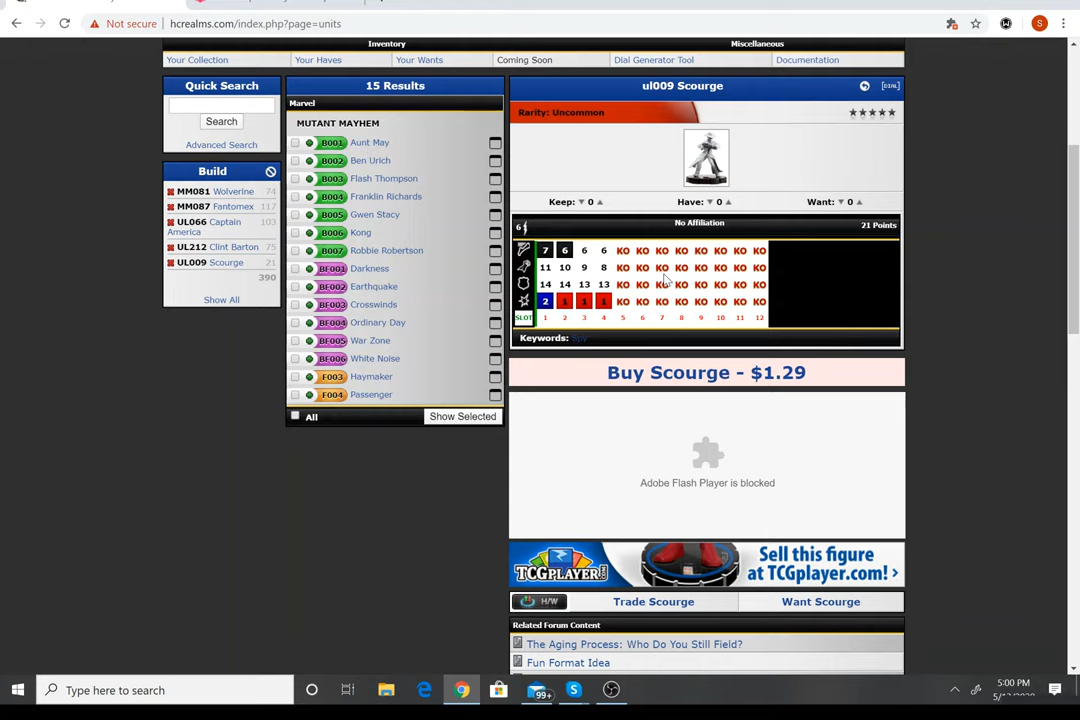 Not secure | hcrealms.com/index.php?page=units
S
Inventory Miscellaneous
Your Collection Your Haves Your Wants Coming Soon Dial Generator Tool Documentation
Quick Search
Search
Advanced Search
Build
MM081 Wolverine 74
MM087 Fantomex 117
UL066 Captain America 103
UL212 Clint Barton 75
UL009 Scourge 21
390
Show All
15 Results
Marvel
MUTANT MAYHEM
B001 Aunt May
B002 Ben Urich
B003 Flash Thompson
B004 Franklin Richards
B005 Gwen Stacy
B006 Kong
B007 Robbie Robertson
BF001 Darkness
BF002 Earthquake
BF003 Crosswinds
BF004 Ordinary Day
BF005 War Zone
BF006 White Noise
F003 Haymaker
F004 Passenger
All Show Selected
ul009 Scourge [DIAL]
Rarity: Uncommon
Keep: 0 Have: 0 Want: 0
6 No Affiliation 21 Points
7 6 6 6 KO KO KO KO KO KO KO KO
11 10 9 8 KO KO KO KO KO KO KO KO
14 14 13 13 KO KO KO KO KO KO KO KO
2 1 1 1 KO KO KO KO KO KO KO KO
SLOT 1 2 3 4 5 6 7 8 9 10 11 12
Keywords: Spy
Buy Scourge - $1.29
Adobe Flash Player is blocked
TCGPLAYER.COM
Sell this figure
at TCGplayer.com! ›
H/W Trade Scourge Want Scourge
Related Forum Content
The Aging Process: Who Do You Still Field?
Fun Format Idea
Type here to search
99+
5:00 PM